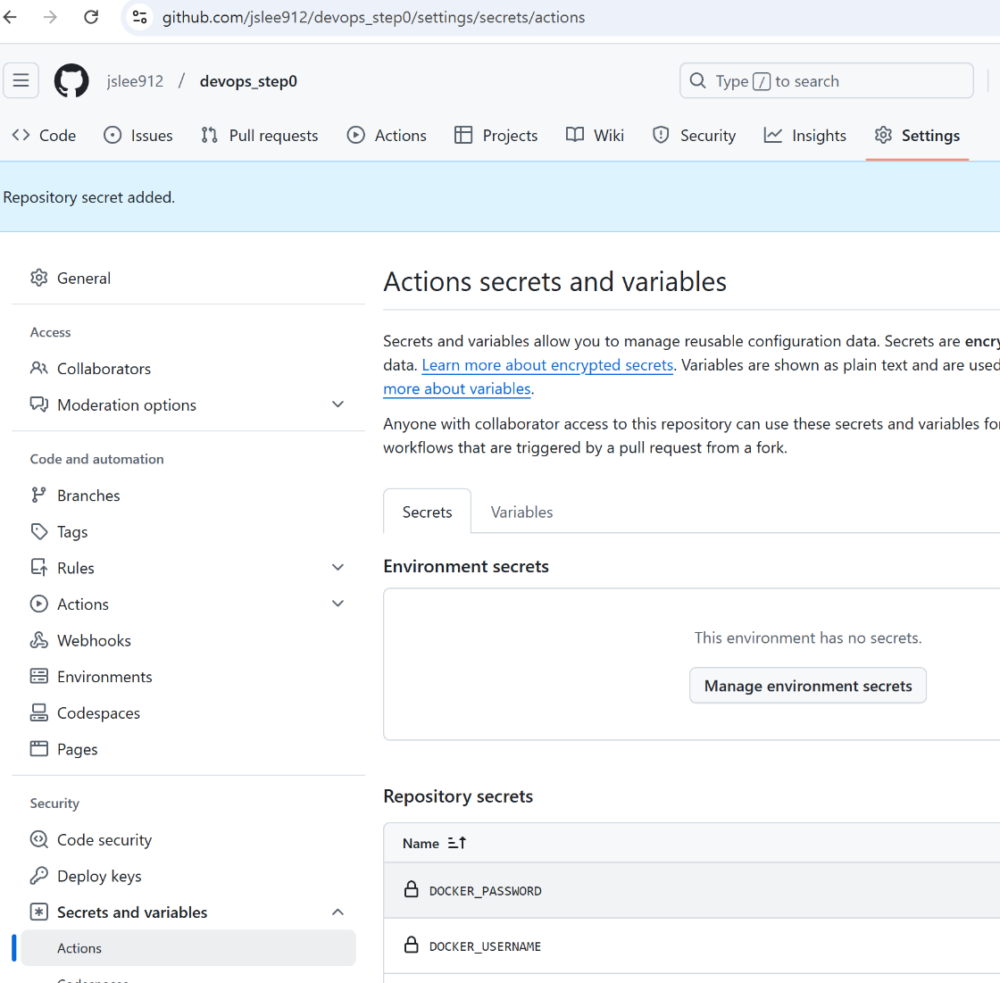 github.com/jslee912/devops_step0/settings/secrets/actions
jslee912 / devops_step0
Type / to search
Code Issues Pull requests Actions Projects Wiki Security Insights Settings
Repository secret added.
General
Access
Collaborators
Moderation options
Code and automation
Branches
Tags
Rules
Actions
Webhooks
Environments
Codespaces
Pages
Security
Code security
Deploy keys
Secrets and variables
Actions
Actions secrets and variables
Secrets and variables allow you to manage reusable configuration data. Secrets are
data. Learn more about encrypted secrets. Variables are shown as plain text and are used
more about variables.
Anyone with collaborator access to this repository can use these secrets and variables
workflows that are triggered by a pull request from a fork.
Secrets Variables
Environment secrets
This environment has no secrets.
Manage environment secrets
Repository secrets
Name
DOCKER_PASSWORD
DOCKER_USERNAME